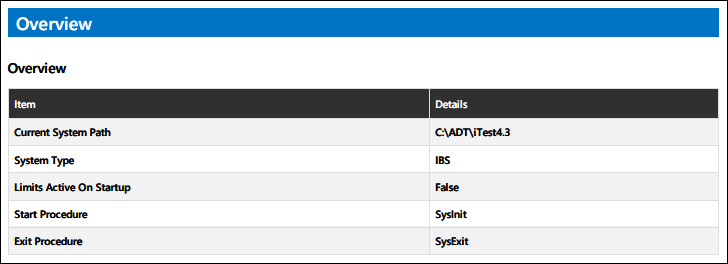 Overview
Overview
Item Details
Current System Path C:\ADT\iTest4.3
System Type IBS
Limits Active On Startup False
Start Procedure SysInit
Exit Procedure SysExit